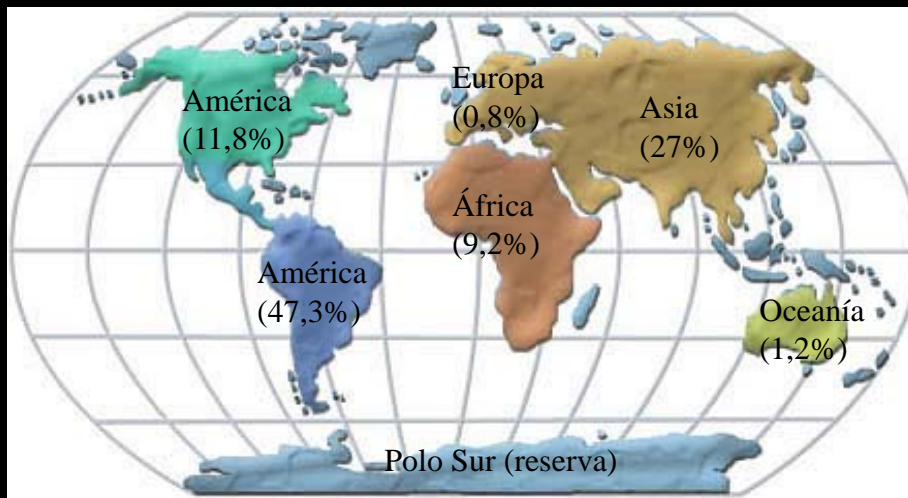 América
(11,8%)
Europa
(0,8%)
Asia
(27%)
África
(9,2%)
América
(47,3%)
Oceanía
(1,2%)
Polo Sur (reserva)